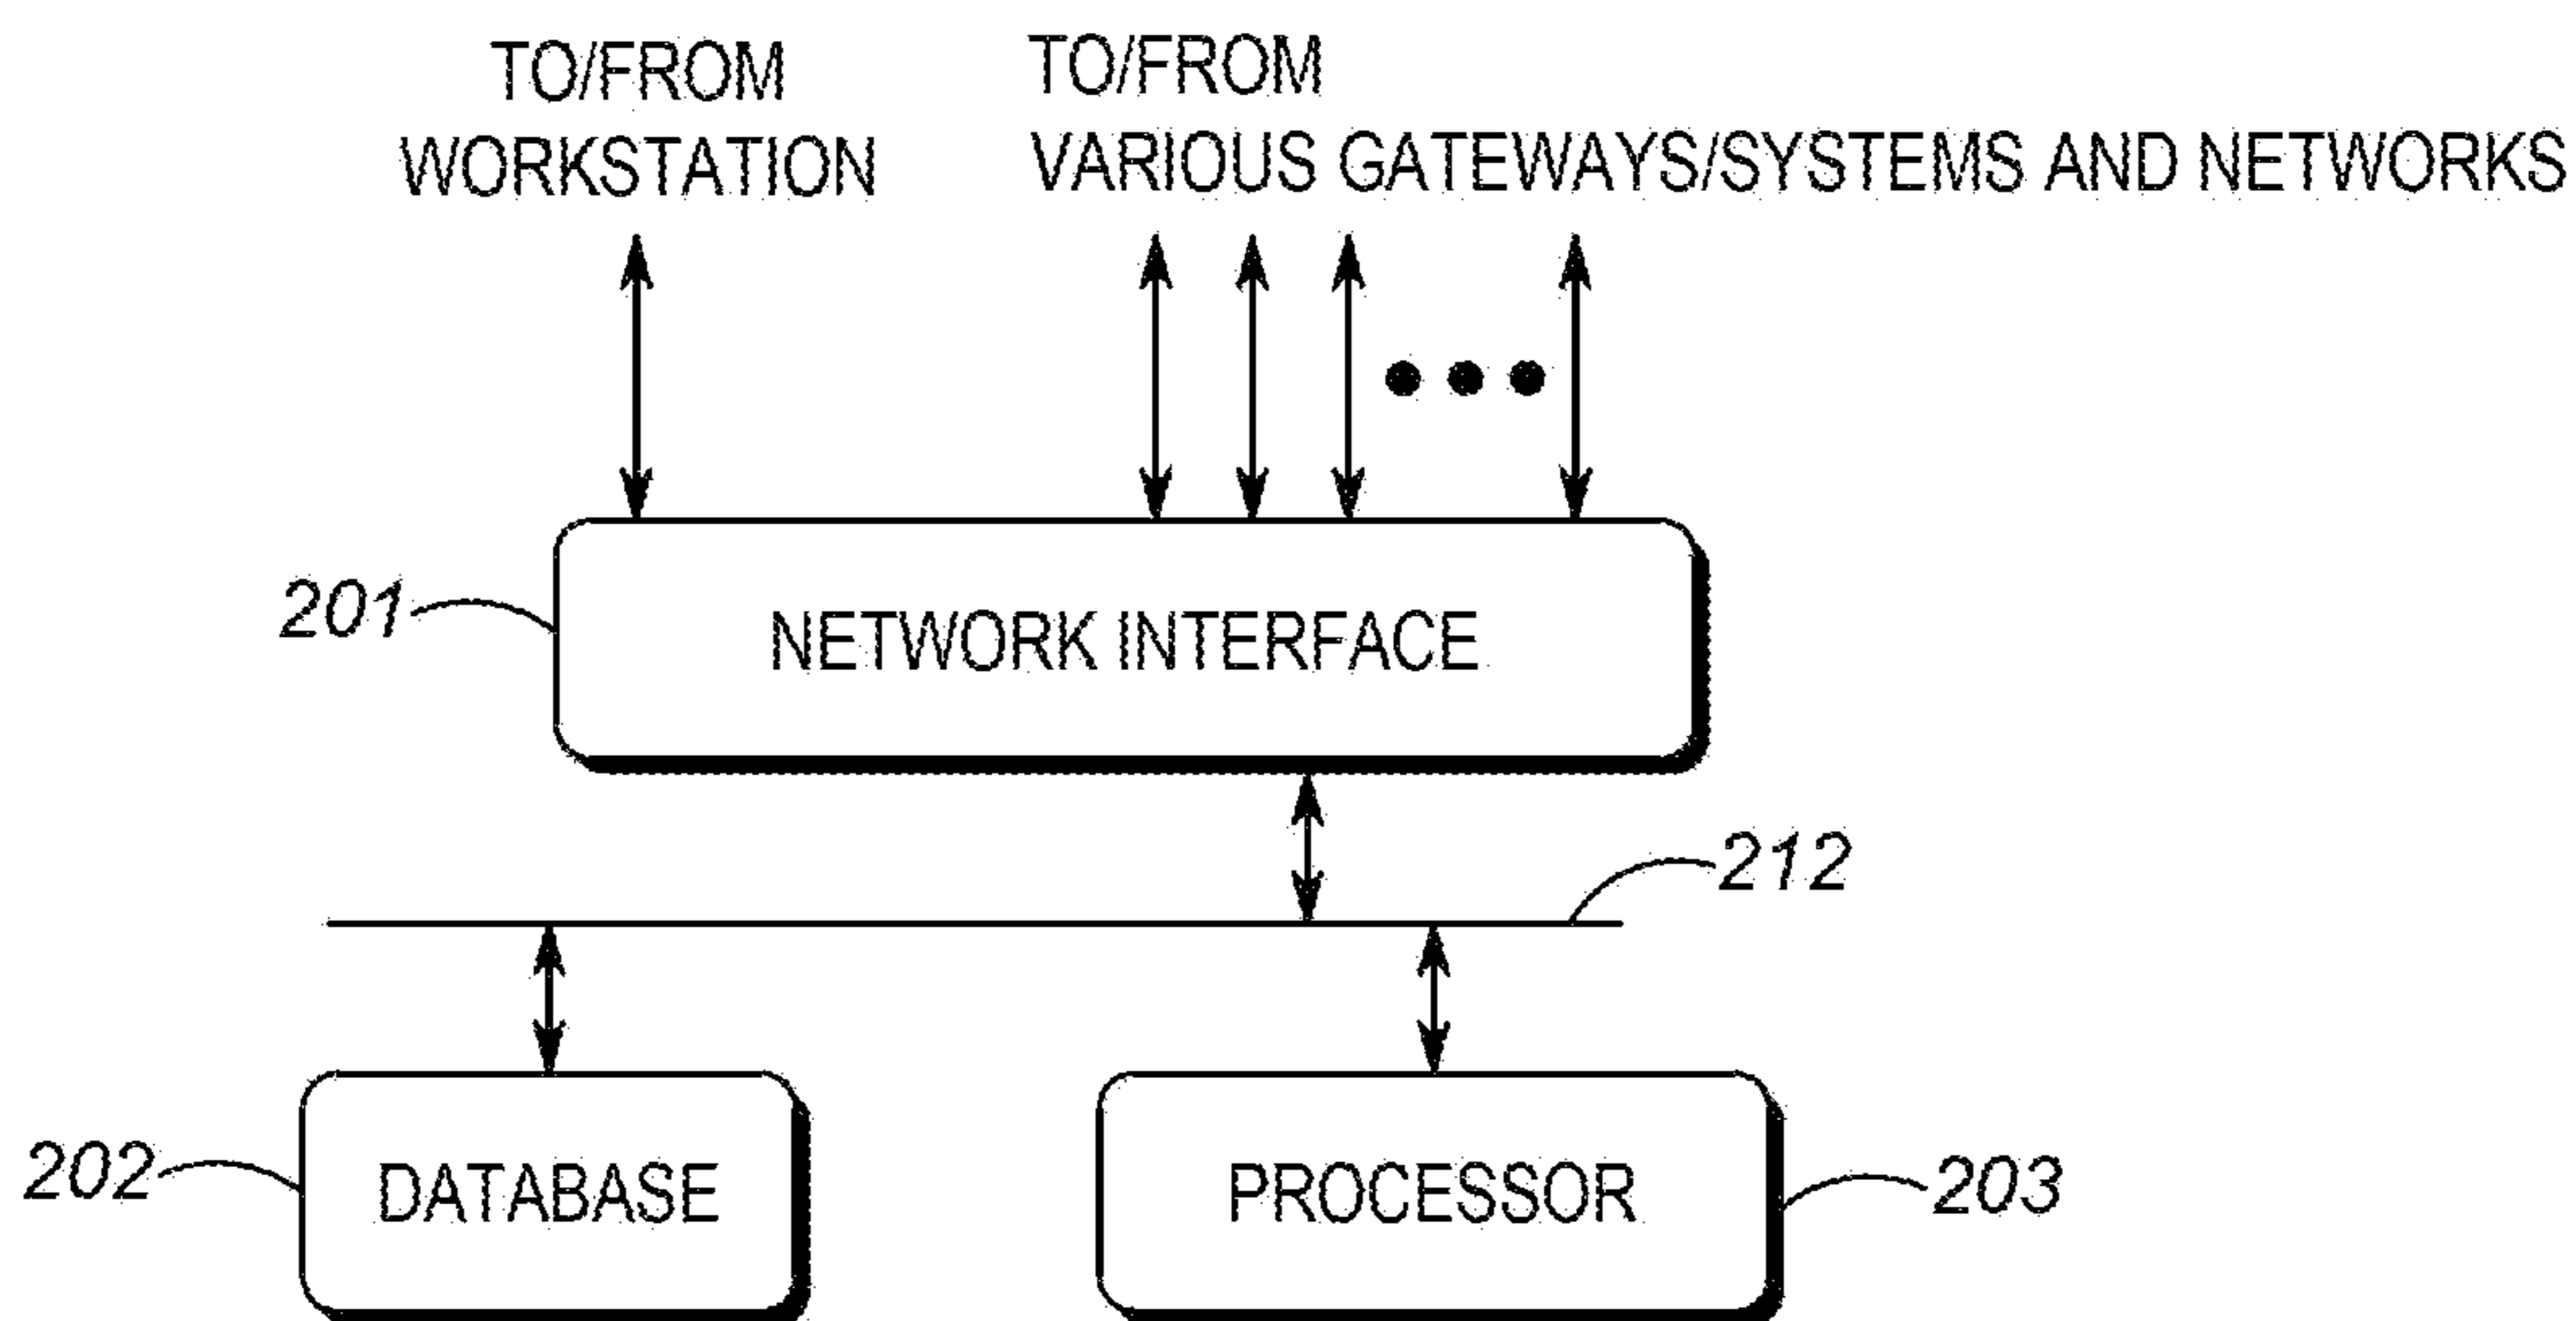 TO/FROM
WORKSTATION
TO/FROM
VARIOUS GATEWAYS/SYSTEMS AND NETWORKS
201
NETWORK INTERFACE
212
202
DATABASE
PROCESSOR
203